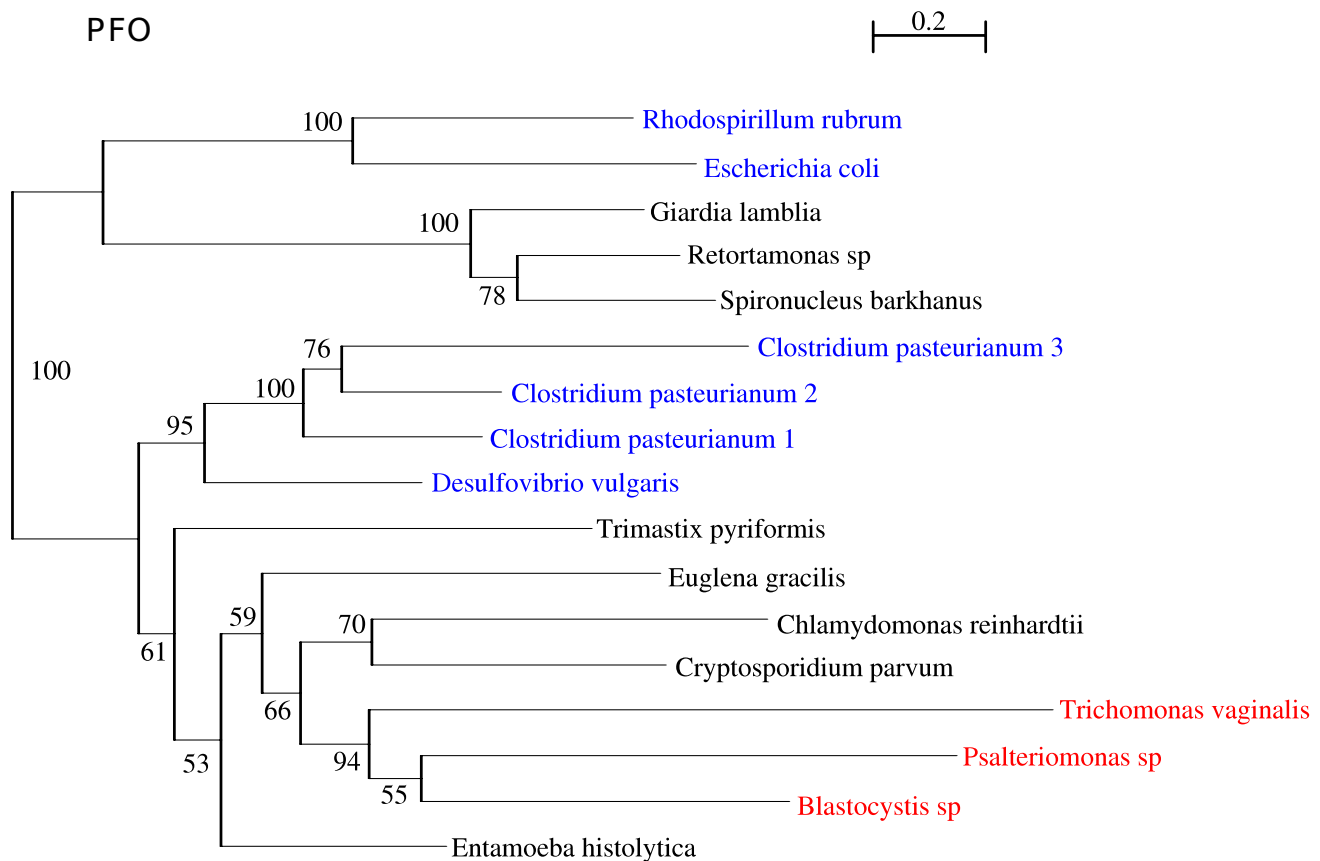 PFO
0.2
100
Rhodospirillum rubrum
Escherichia coli
100
Giardia lamblia
Retortamonas sp
78
Spironucleus barkhanus
76
Clostridium pasteurianum 3
100
100
Clostridium pasteurianum 2
95
Clostridium pasteurianum 1
Desulfovibrio vulgaris
Trimastix pyriformis
Euglena gracilis
59
70
Chlamydomonas reinhardtii
61
Cryptosporidium parvum
66
Trichomonas vaginalis
53
94
Psalteriomonas sp
55
Blastocystis sp
Entamoeba histolytica